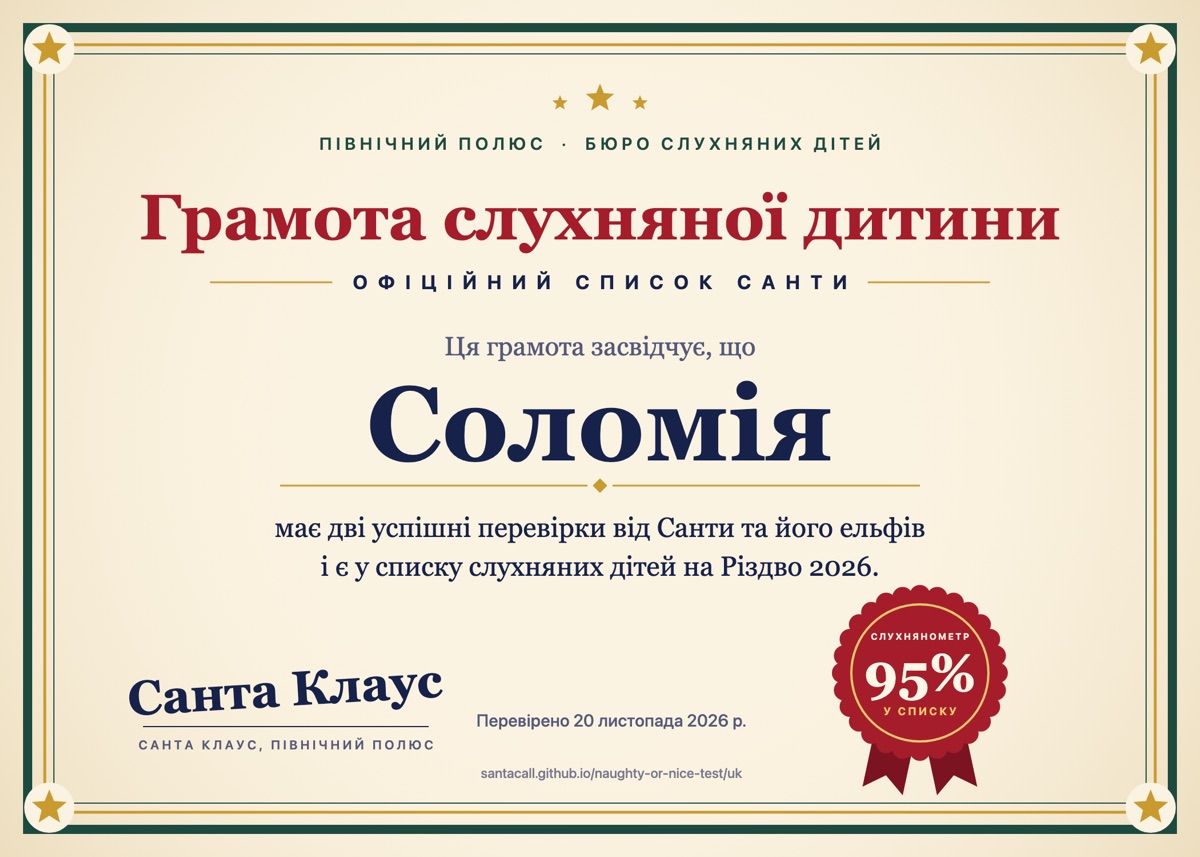 ПІВНІЧНИЙ ПОЛЮС · БЮРО СЛУХНЯНИХ ДІТЕЙ
Грамота слухняної дитини
ОФІЦІЙНИЙ СПИСОК САНТИ
Ця грамота засвідчує, що
Соломія
має дві успішні перевірки від Санти та його ельфів
і є у списку слухняних дітей на Різдво 2026.
СЛУХНЯНОМЕТР
95%
У СПИСКУ
Санта Клаус
САНТА КЛАУС, ПІВНІЧНИЙ ПОЛЮС
Перевірено 20 листопада 2026 р.
santacall.github.io/naughty-or-nice-test/uk